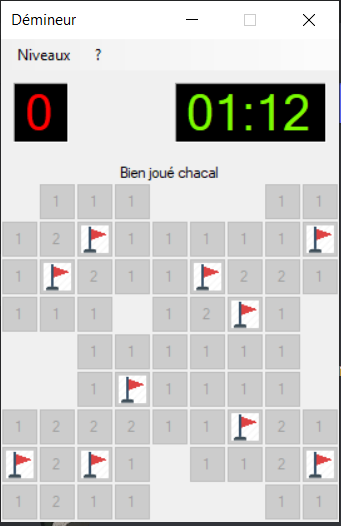 Démineur
Niveaux ?
0 01:12
Bien joué chacal
1 1 1 1 1
1 2 1 1 1 1 1
1 2 1 1 2 2 1
1 1 1 1 2 1
1 1 1 1 1 1
1 1 1 1 1
1 2 2 2 1 1 2 1
1 1 1 2
1 2 1 1 1 1